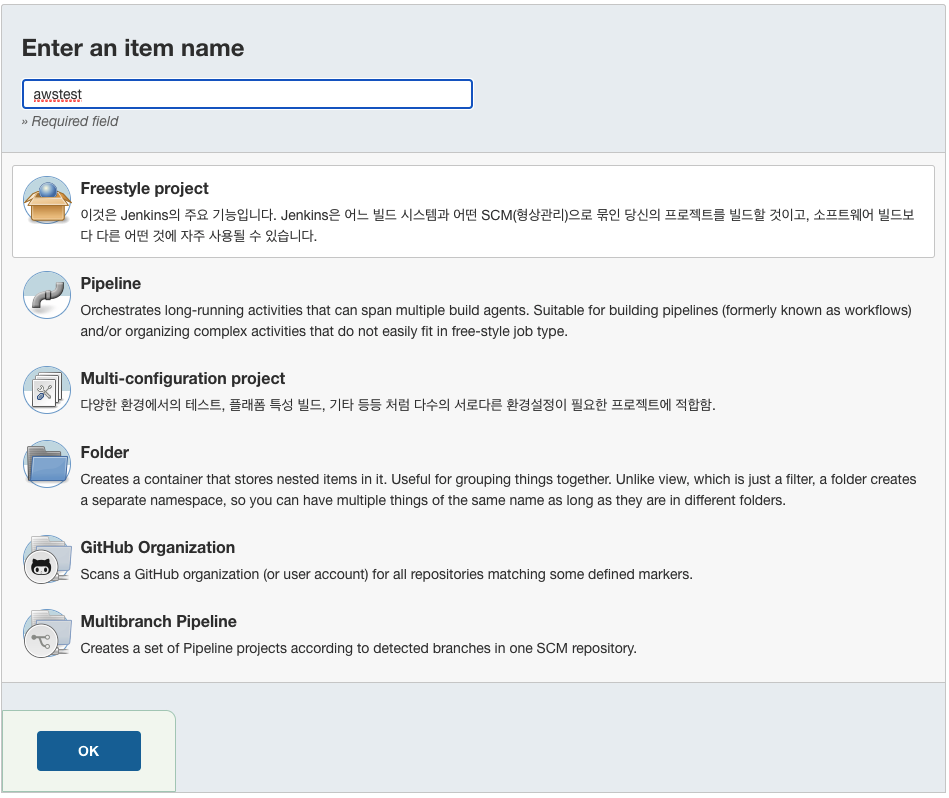 Enter an item name
awstest
» Required field
Freestyle project
이것은 Jenkins의 주요 기능입니다. Jenkins은 어느 빌드 시스템과 어떤 SCM(형상관리)으로 묶인 당신의 프로젝트를 빌드할 것이고, 소프트웨어 빌드보
다 다른 어떤 것에 자주 사용될 수 있습니다.
Pipeline
Orchestrates long-running activities that can span multiple build agents. Suitable for building pipelines (formerly known as workflows)
and/or organizing complex activities that do not easily fit in free-style job type.
Multi-configuration project
다양한 환경에서의 테스트, 플래폼 특성 빌드, 기타 등등 처럼 다수의 서로다른 환경설정이 필요한 프로젝트에 적합함.
Folder
Creates a container that stores nested items in it. Useful for grouping things together. Unlike view, which is just a filter, a folder creates
a separate namespace, so you can have multiple things of the same name as long as they are in different folders.
GitHub Organization
Scans a GitHub organization (or user account) for all repositories matching some defined markers.
Multibranch Pipeline
Creates a set of Pipeline projects according to detected branches in one SCM repository.
OK